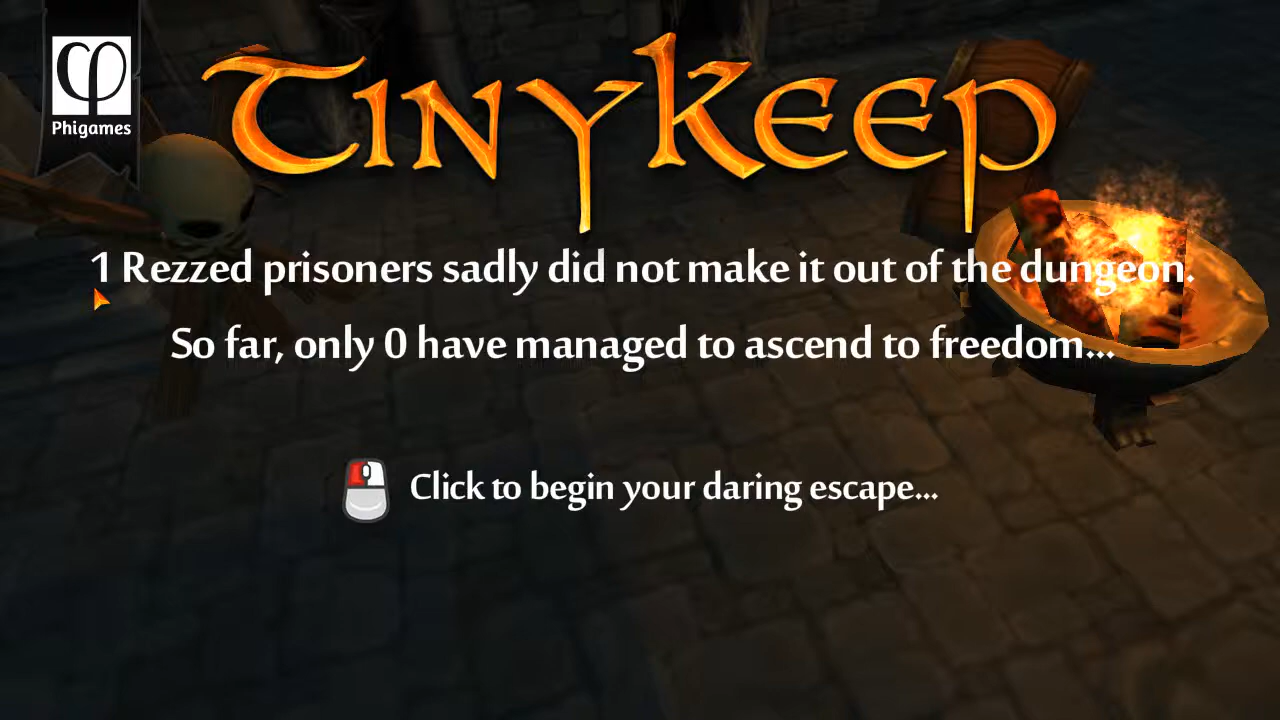 φ
Phigames
TinyKeep
1 Rezzed prisoners sadly did not make it out of the dungeon.
So far, only 0 have managed to ascend to freedom...
Click to begin your daring escape...